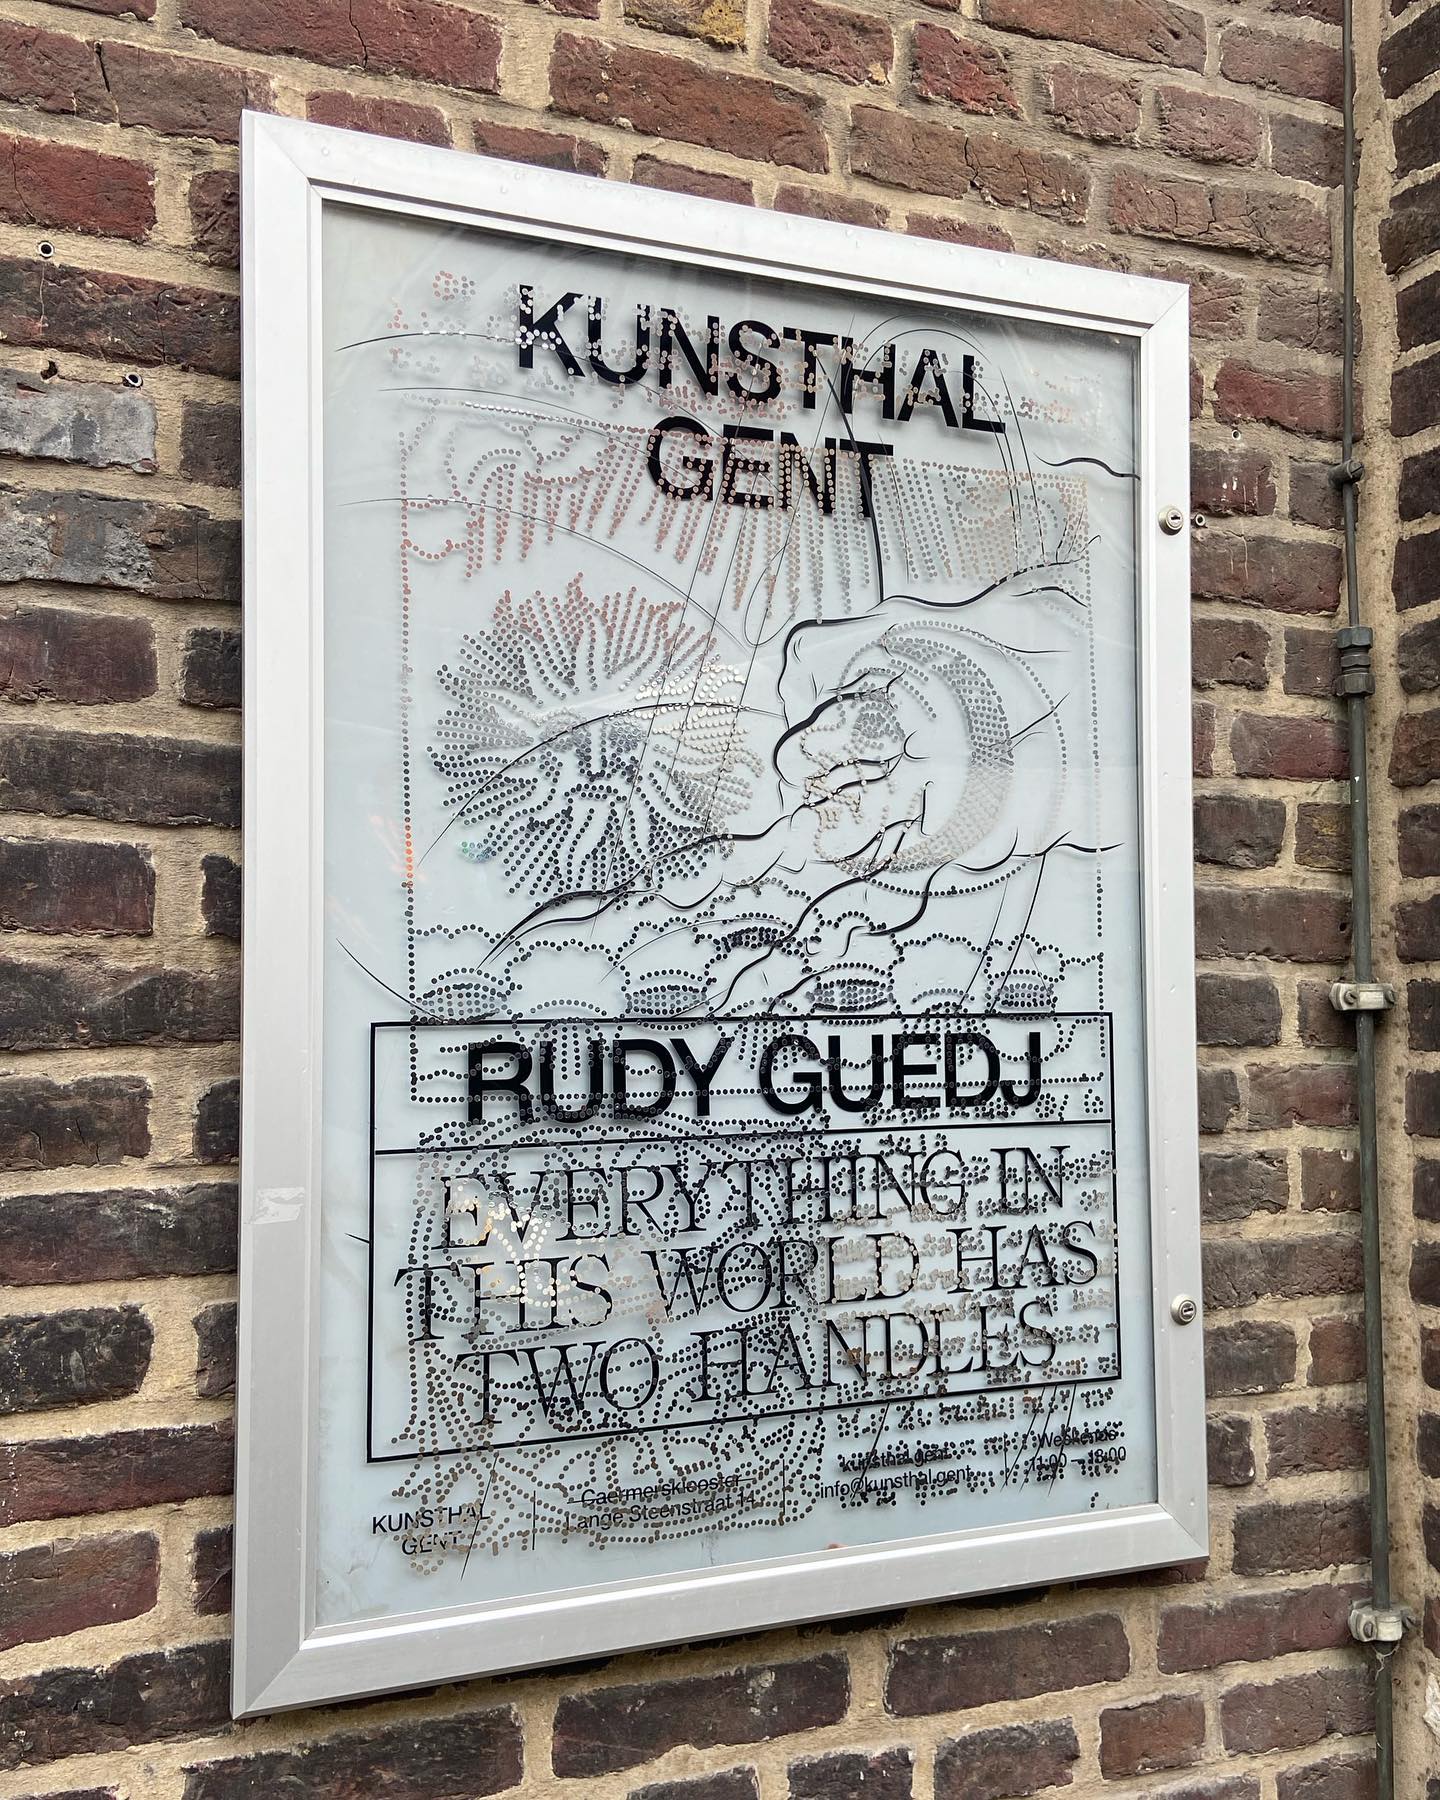 KUNSTHAL
GENT
RUDY GUEDJ
EVERYTHING IN
THIS WORLD HAS
TWO HANDLES
KUNSTHAL
GENT
Caermersklooster
Lange Steenstraat 14
kunsthal.gent
info@kunsthal.gent
Weekends
11:00 – 18:00